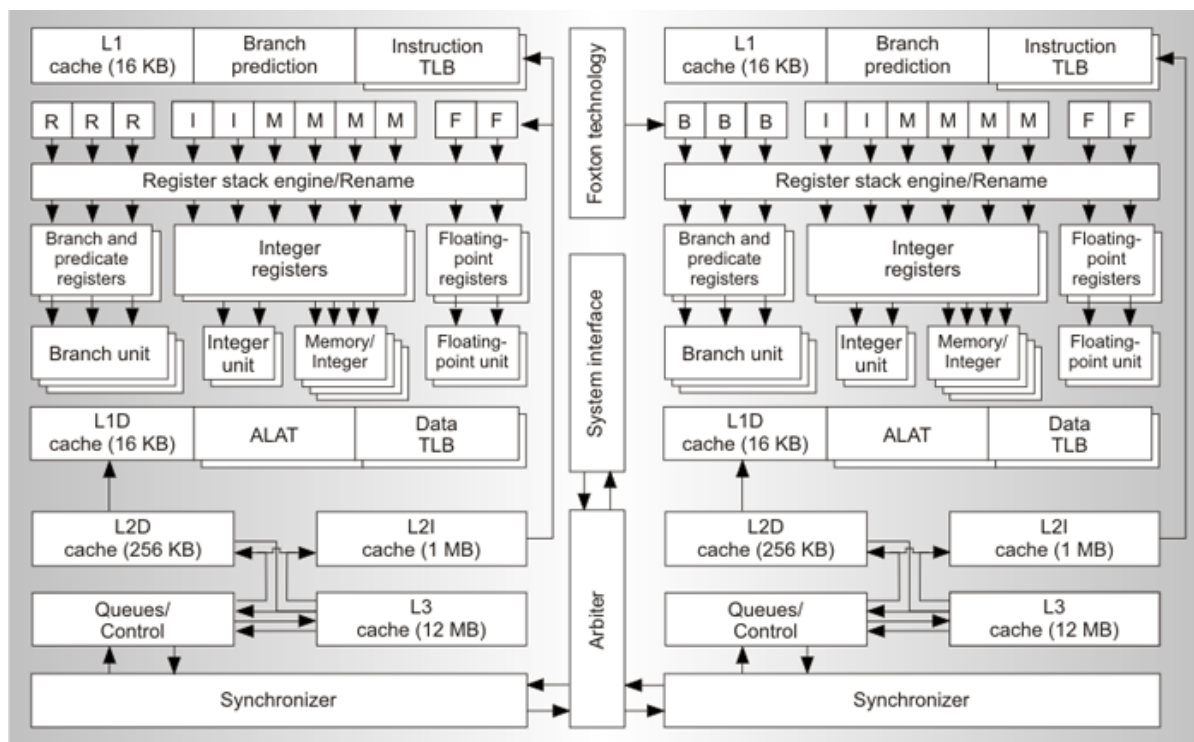 L1
cache (16 KB)
Branch
prediction
Instruction
TLB
R R R
I I M M M M
F F
Register stack engine/Rename
Branch and
predicate
registers
Integer
registers
Floating-
point
registers
Branch unit
Integer
unit
Memory/
Integer
Floating-
point unit
L1D
cache (16 KB)
ALAT
Data
TLB
L2D
cache (256 KB)
L2I
cache (1 MB)
Queues/
Control
L3
cache (12 MB)
Synchronizer
Foxton technology
System interface
Arbiter
L1
cache (16 KB)
Branch
prediction
Instruction
TLB
B B B
I I M M M M
F F
Register stack engine/Rename
Branch and
predicate
registers
Integer
registers
Floating-
point
registers
Branch unit
Integer
unit
Memory/
Integer
Floating-
point unit
L1D
cache (16 KB)
ALAT
Data
TLB
L2D
cache (256 KB)
L2I
cache (1 MB)
Queues/
Control
L3
cache (12 MB)
Synchronizer